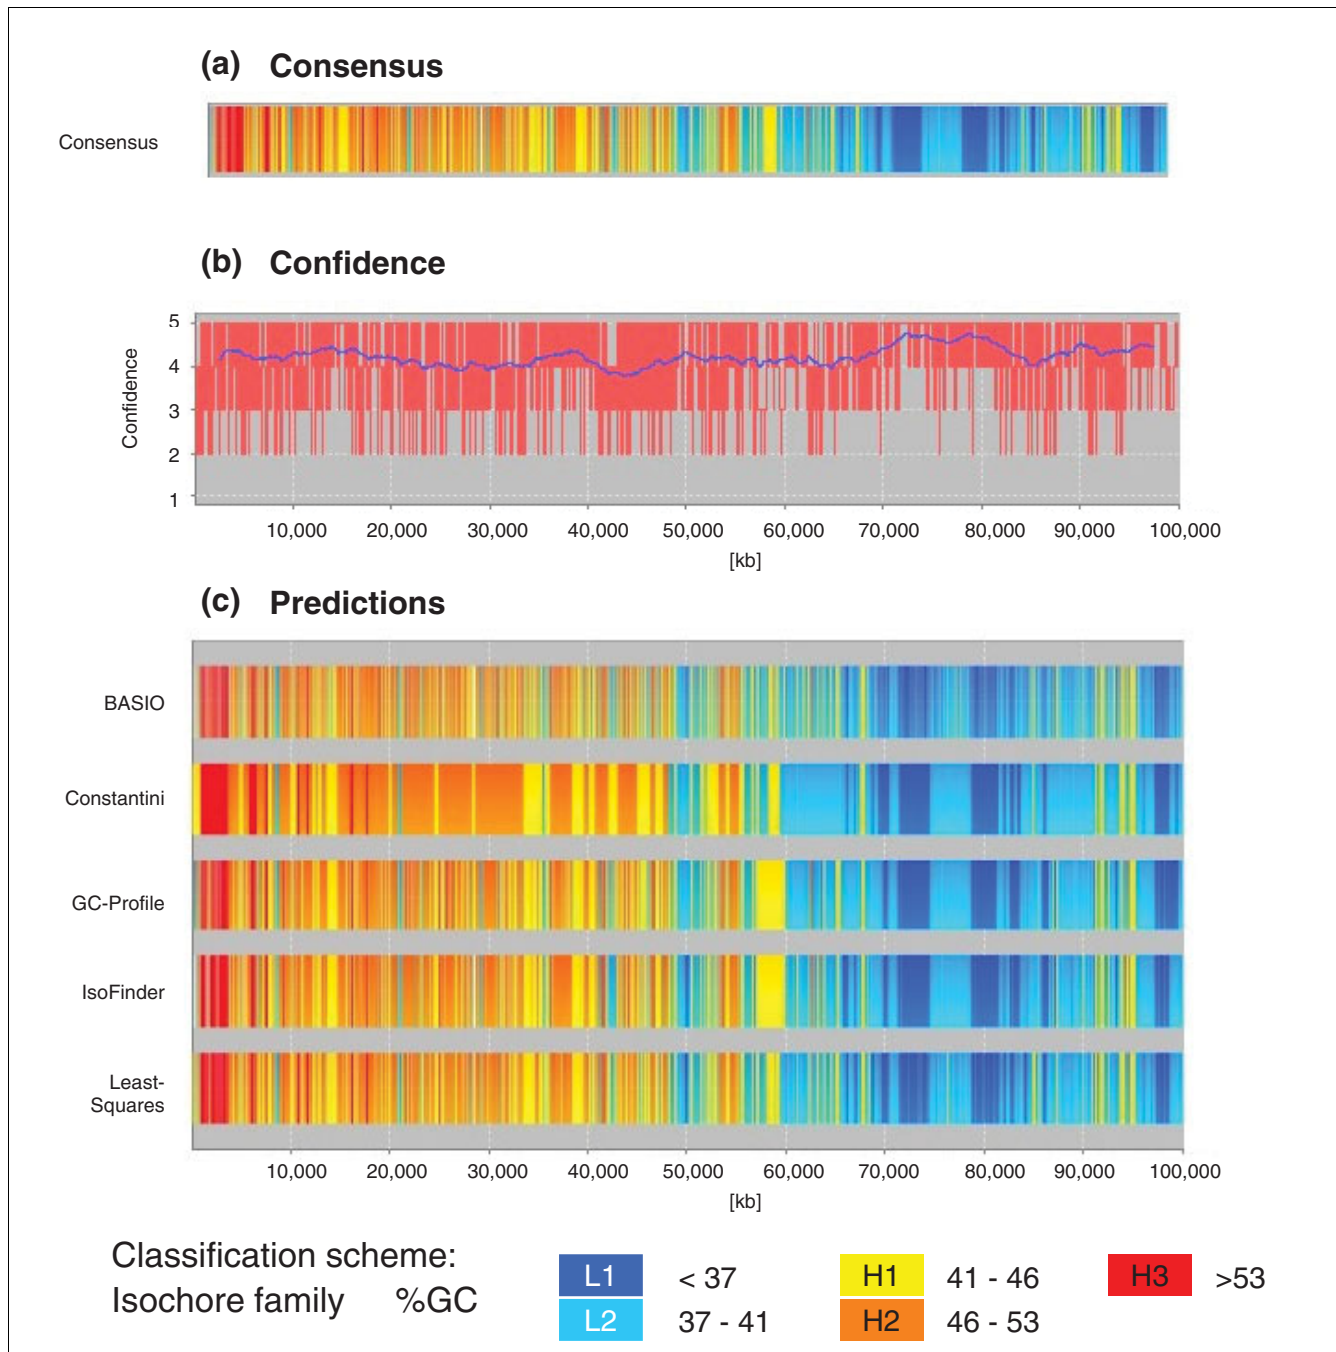 (a) Consensus
Consensus
(b) Confidence
Confidence
5
4
3
2
1
10,000 20,000 30,000 40,000 50,000 60,000 70,000 80,000 90,000 100,000
[kb]
(c) Predictions
BASIO
Constantini
GC-Profile
IsoFinder
Least-
Squares
10,000 20,000 30,000 40,000 50,000 60,000 70,000 80,000 90,000 100,000
[kb]
Classification scheme:
Isochore family %GC
L1 < 37 H1 41 - 46 H3 >53
L2 37 - 41 H2 46 - 53